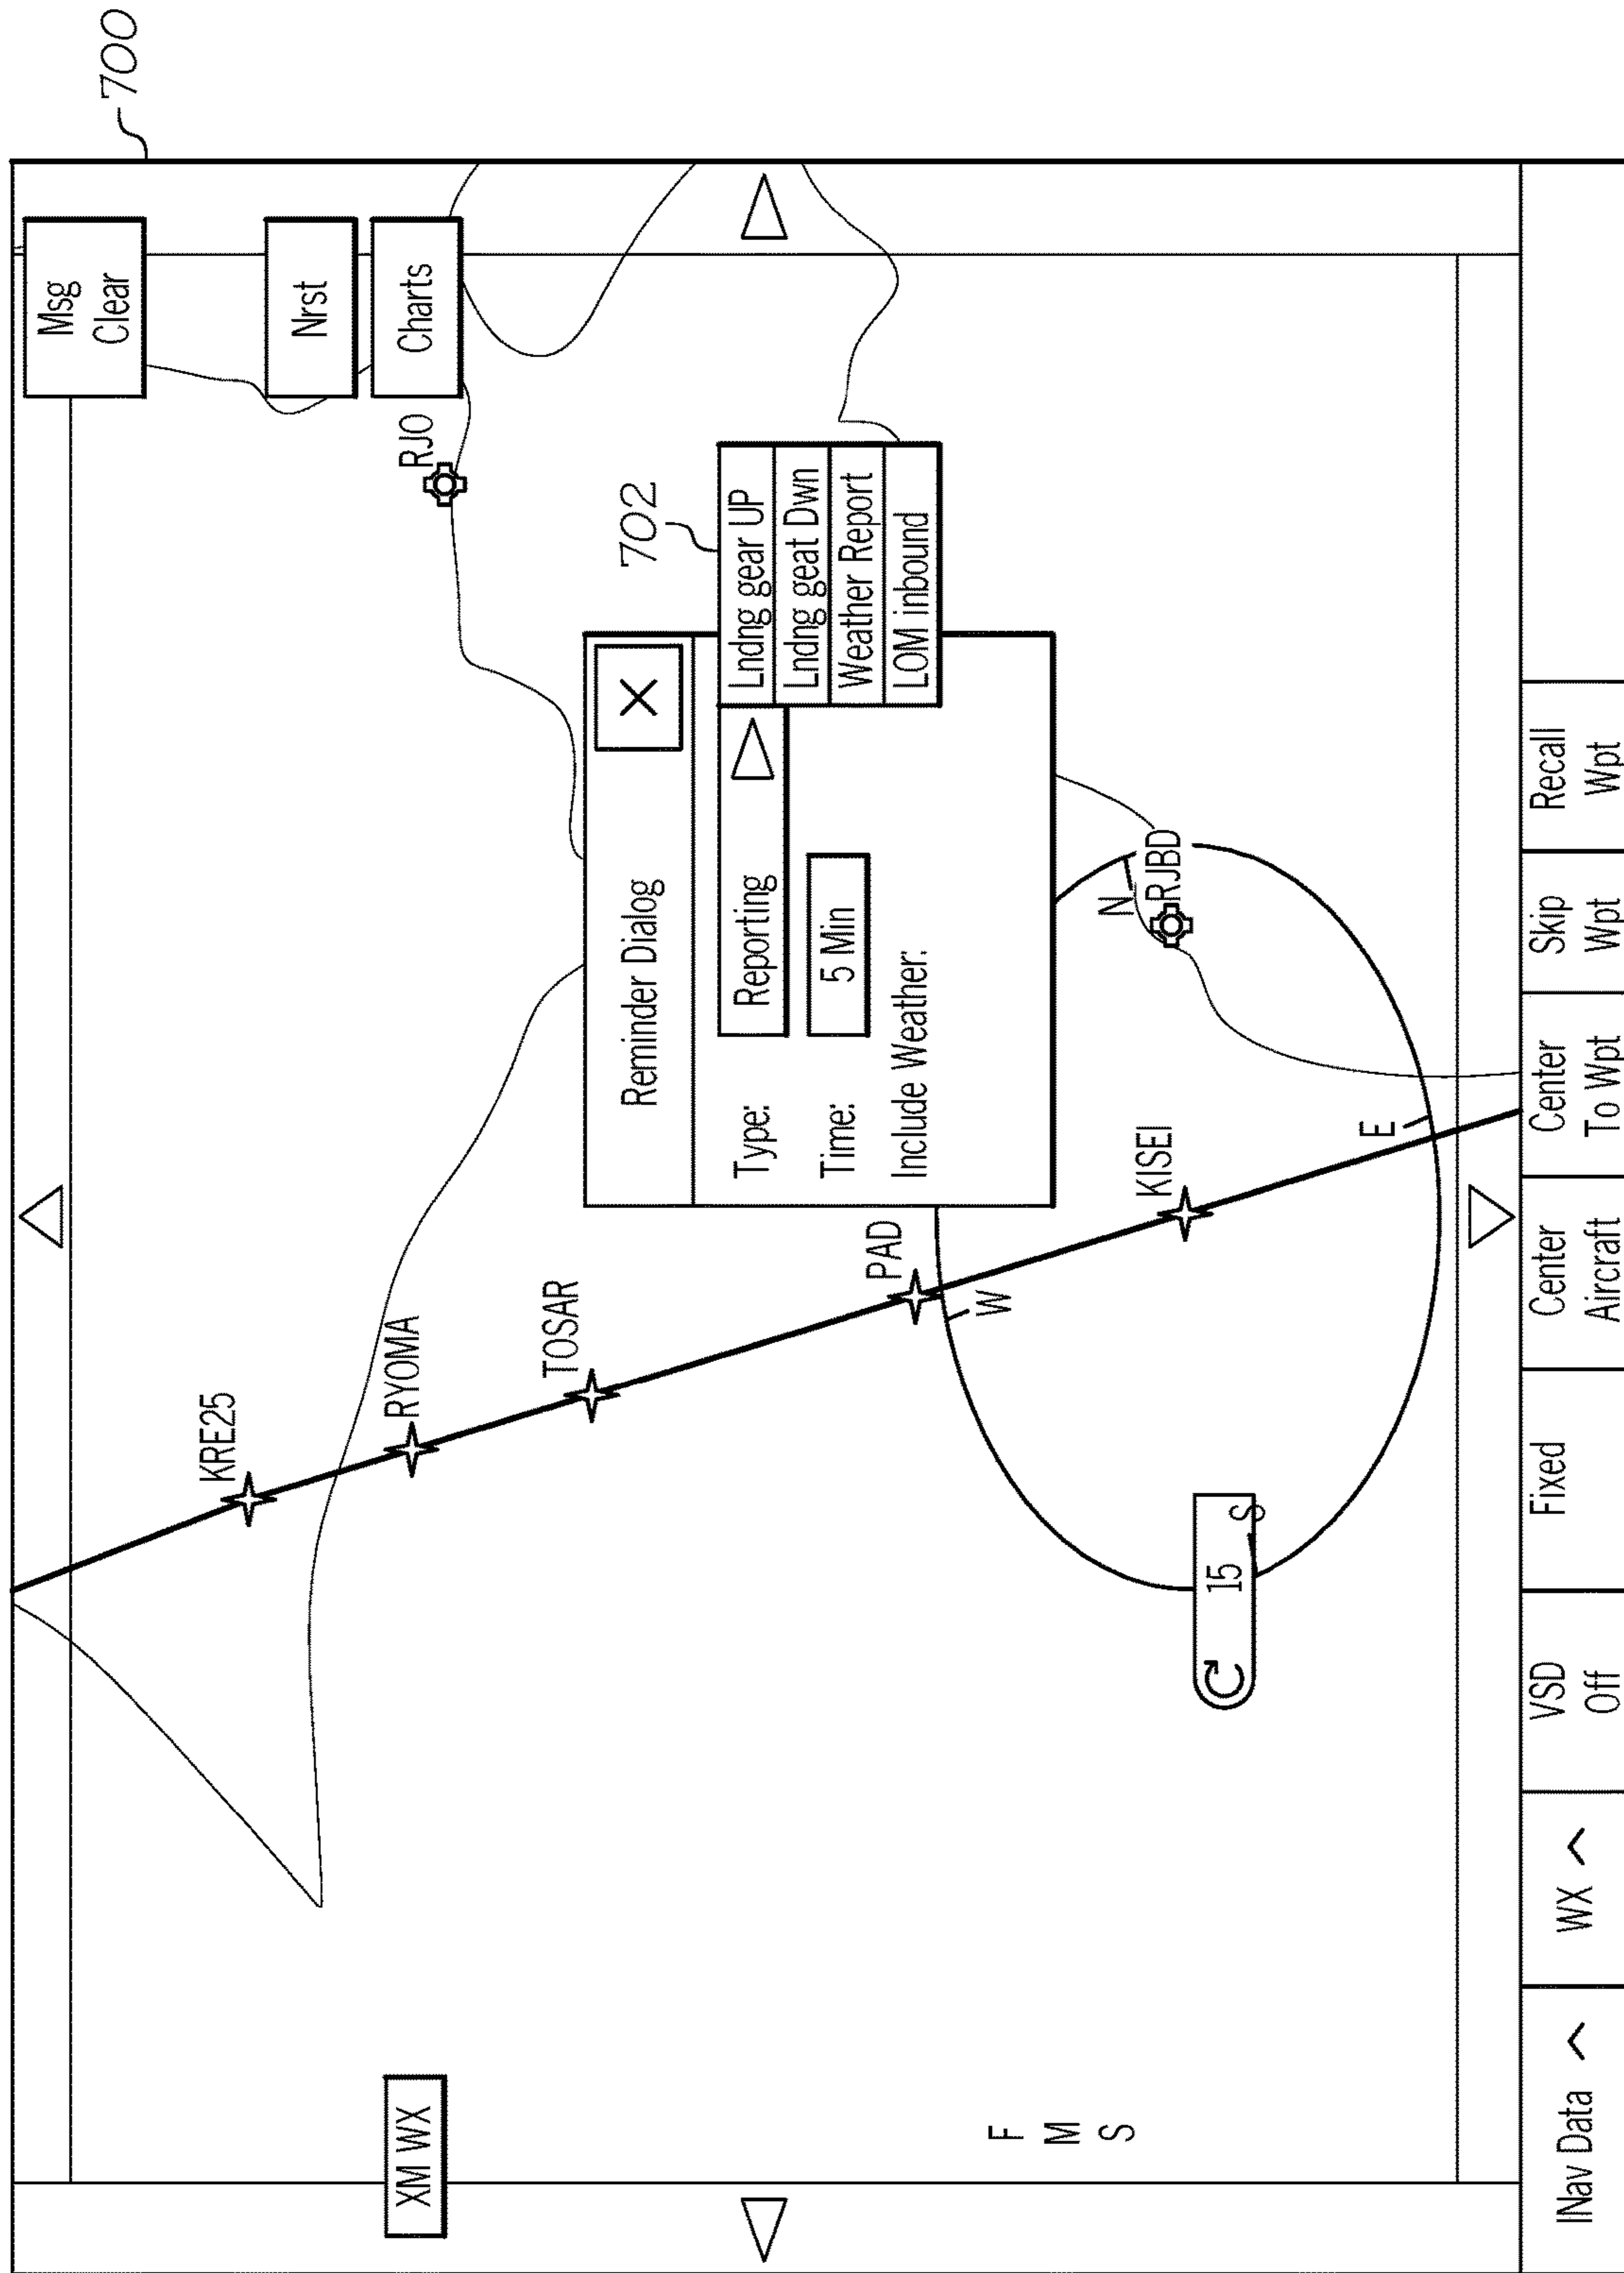 700
Msg
Clear
Nrst
Charts
XM WX
KRE25
RYOMA
RJO
TOSAR
Reminder Dialog
X
702
Type:
Reporting
Lndng gear UP
Lndng geat Dwn
Weather Report
LOM inbound
Time:
5 Min
Include Weather:
PAD
W
N
RJBD
KISEI
F
M
S
15
S
E
INav Data
WX
VSD
Off
Fixed
Center
Aircraft
Center
To Wpt
Skip
Wpt
Recall
Wpt